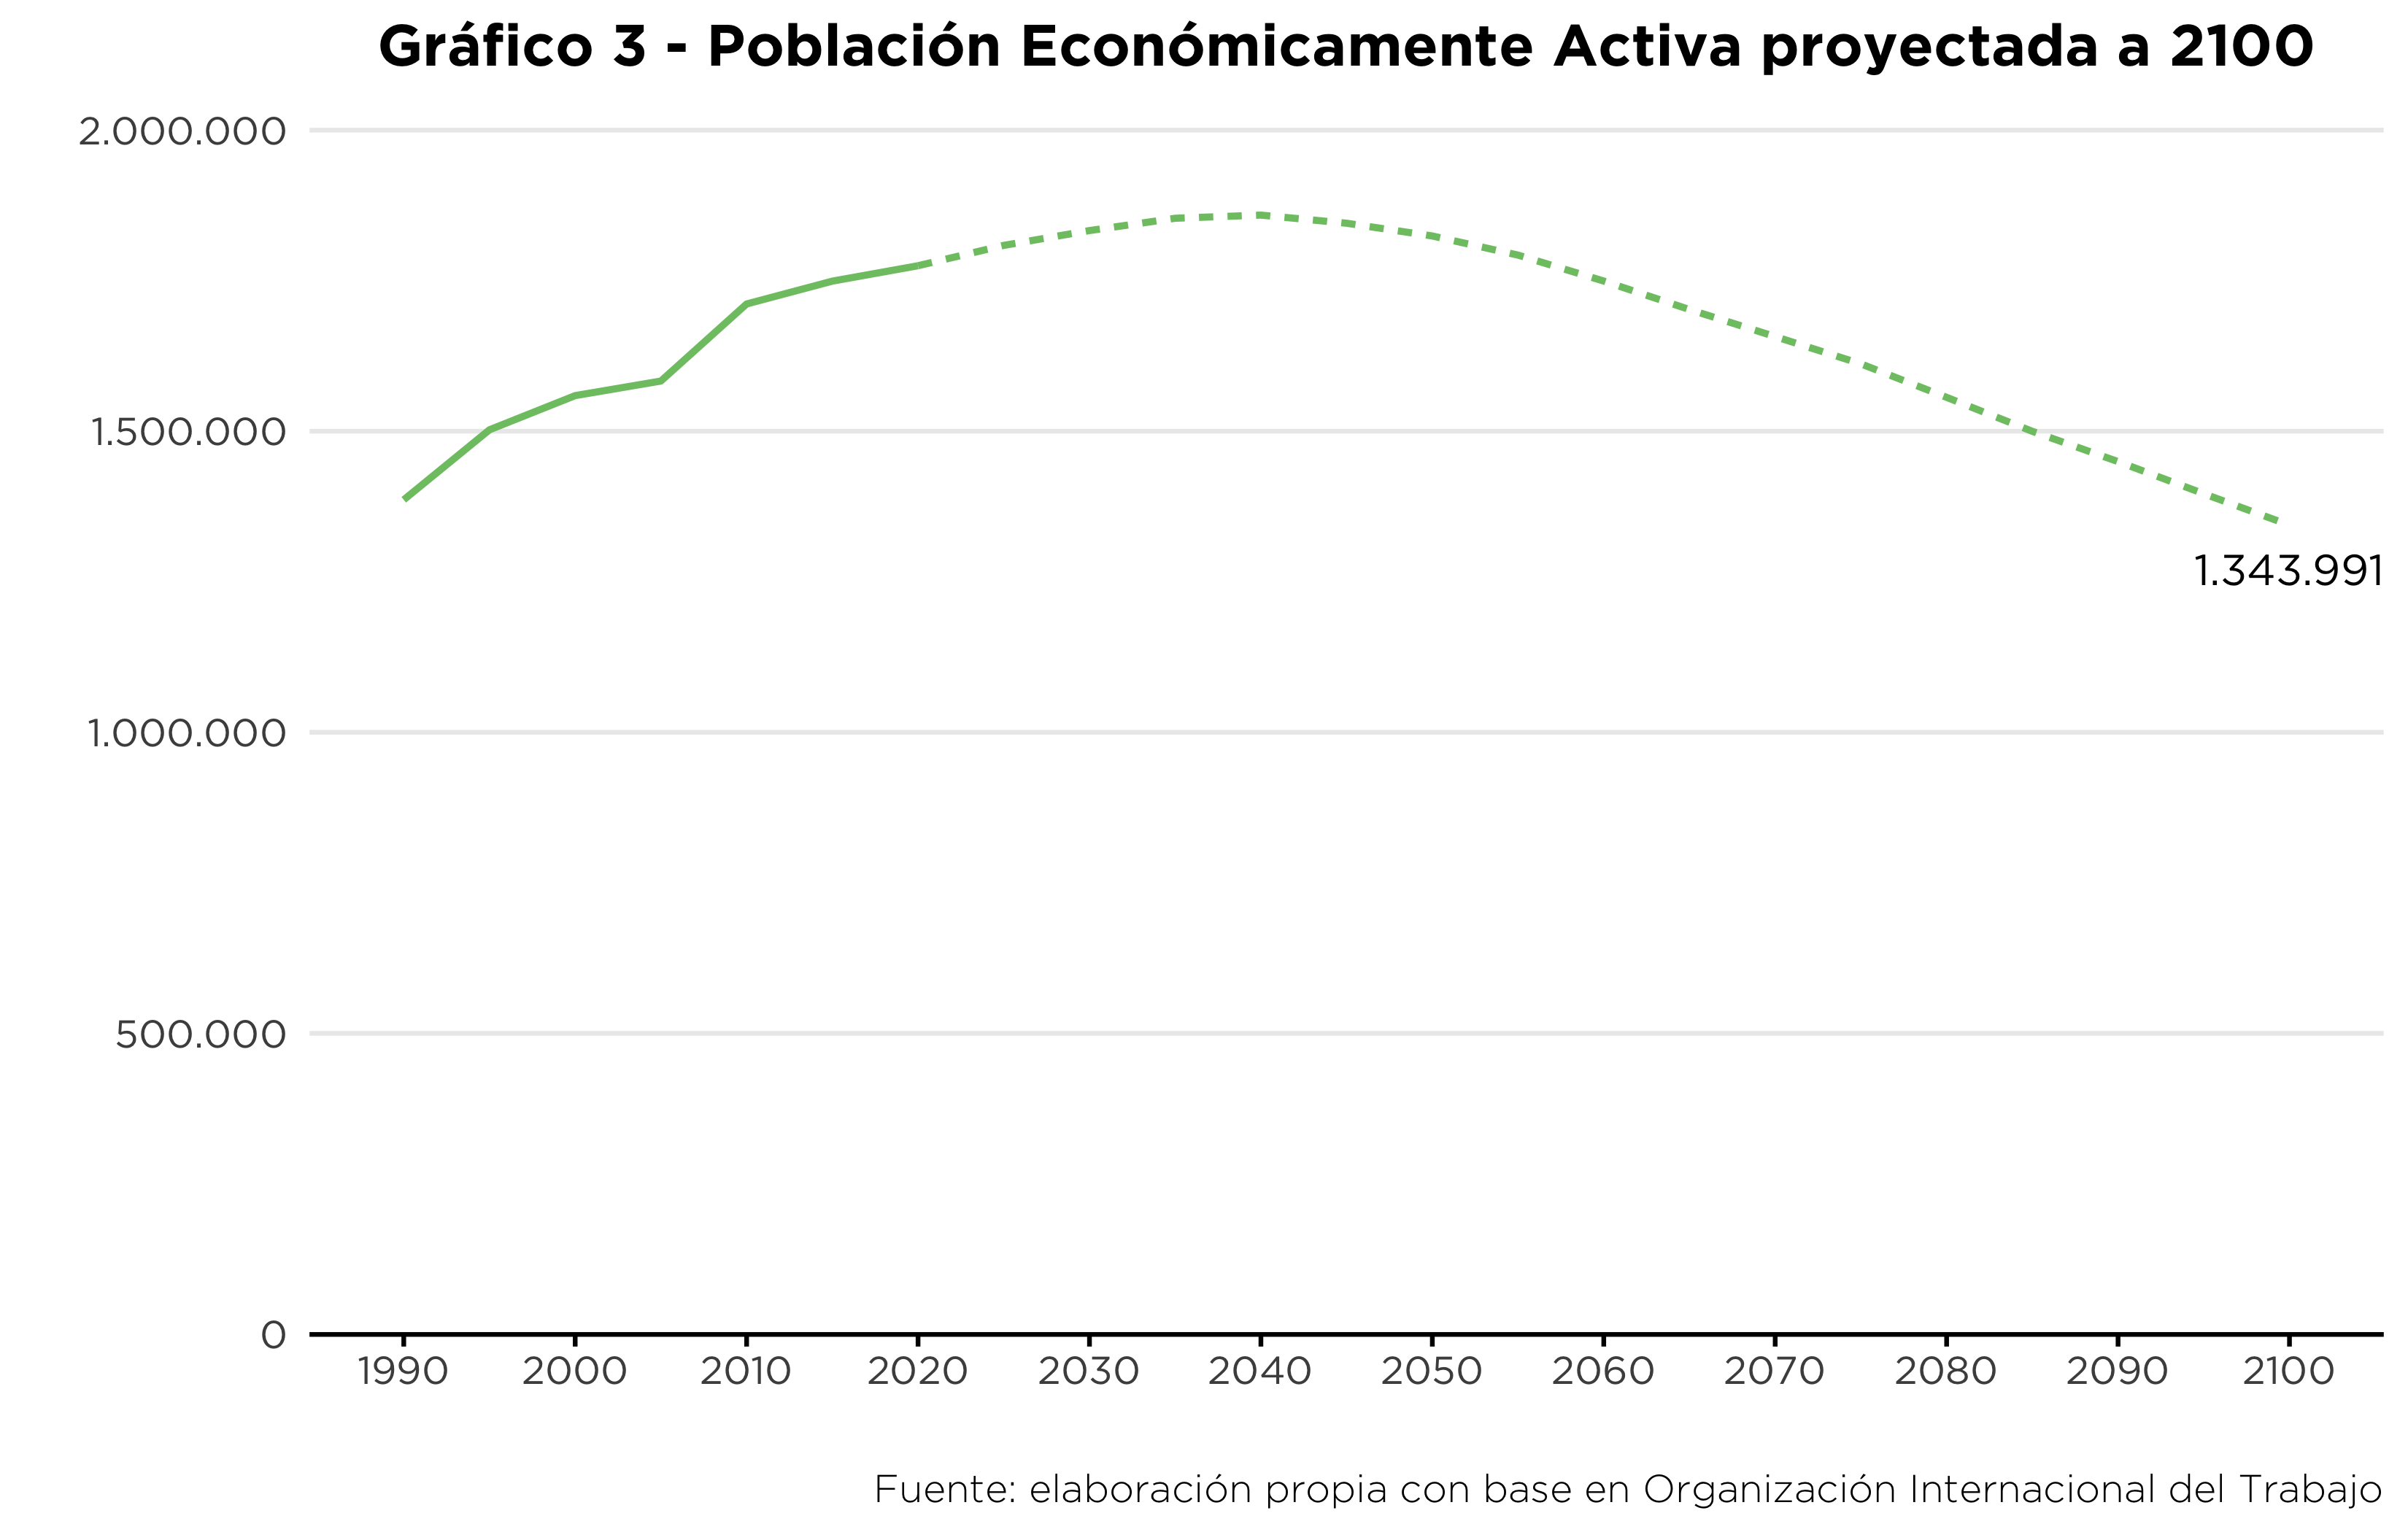 Gráfico 3 - Población Económicamente Activa proyectada a 2100
2.000.000
1.500.000
1.343.991
1.000.000
500.000
0
1990 2000 2010 2020 2030 2040 2050 2060 2070 2080 2090 2100
Fuente: elaboración propia con base en Organización Internacional del Trabajo